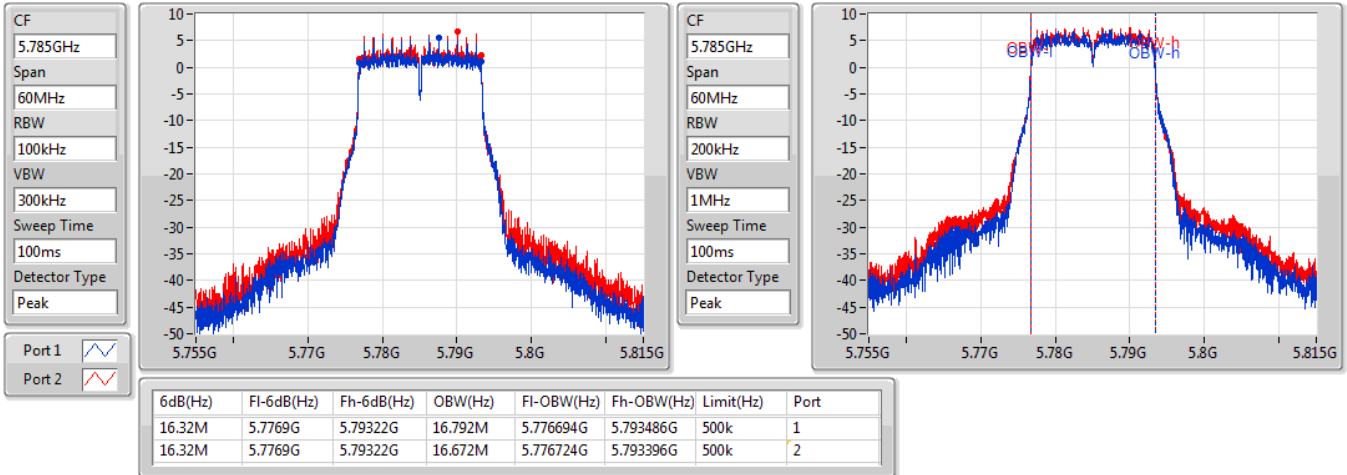 CF
5.785GHz
Span
60MHz
RBW
100kHz
VBW
300kHz
Sweep Time
100ms
Detector Type
Peak
Port 1
Port 2
10-
5-
0-
-5-
-10-
-15-
-20-
-25-
-30-
-35-
-40-
-45-
-50-
5.755G 5.77G 5.78G 5.79G 5.8G 5.815G
CF
5.785GHz
Span
60MHz
RBW
200kHz
VBW
1MHz
Sweep Time
100ms
Detector Type
Peak
10-
5-
0-
-5-
-10-
-15-
-20-
-25-
-30-
-35-
-40-
-45-
-50-
OBW-l OBW-h
OBW-l OBW-h
5.755G 5.77G 5.78G 5.79G 5.8G 5.815G
6dB(Hz) Fl-6dB(Hz) Fh-6dB(Hz) OBW(Hz) Fl-OBW(Hz) Fh-OBW(Hz) Limit(Hz) Port
16.32M 5.7769G 5.79322G 16.792M 5.776694G 5.793486G 500k 1
16.32M 5.7769G 5.79322G 16.672M 5.776724G 5.793396G 500k 2